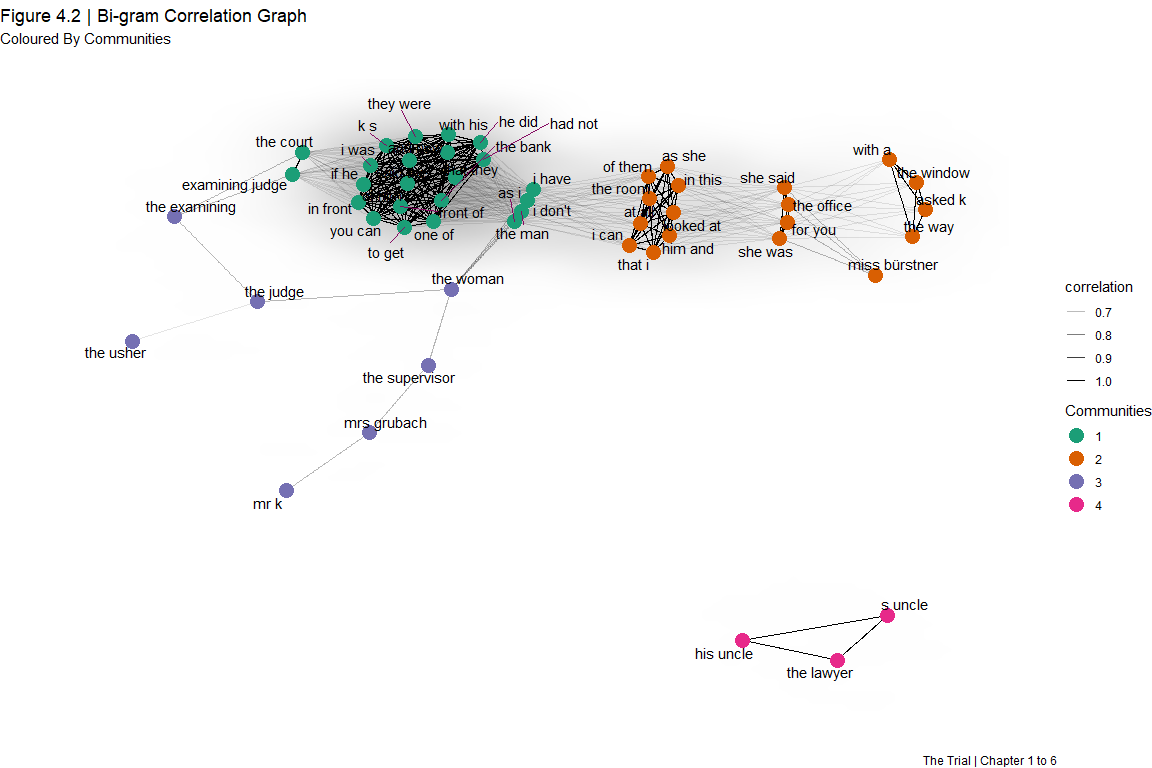 Figure 4.2 | Bi-gram Correlation Graph
Coloured By Communities
they were
k s
with his
he did
had not
the court
i was
the bank
if he
they
examining judge
as i
i have
the examining
in front
front of
i don't
you can
one of
the man
to get
of them
as she
the room
in this
at
looked at
i can
him and
that i
she said
the office
for you
she was
with a
the window
asked k
the way
miss bürstner
the woman
the judge
the usher
the supervisor
mrs grubach
mr k
s uncle
his uncle
the lawyer
correlation
0.7
0.8
0.9
1.0
Communities
1
2
3
4
The Trial | Chapter 1 to 6